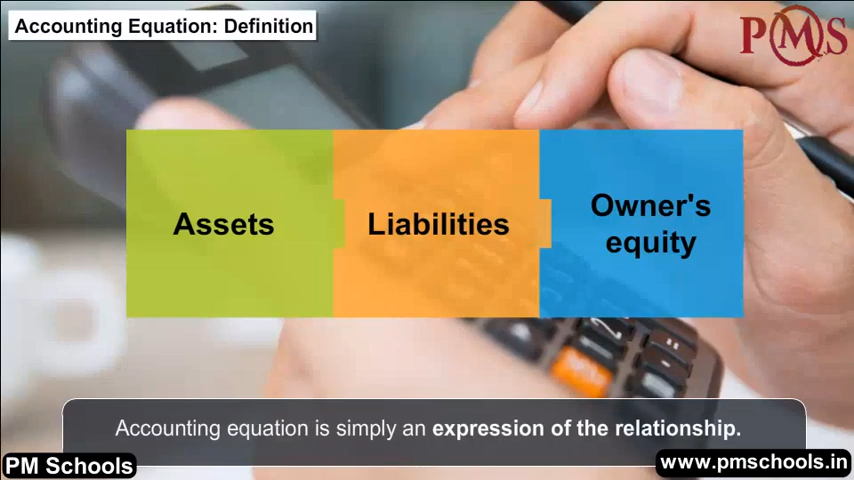 Accounting Equation: Definition
PMS
Assets
Liabilities
Owner's
equity
Accounting equation is simply an expression of the relationship.
PM Schools
www.pmschools.in